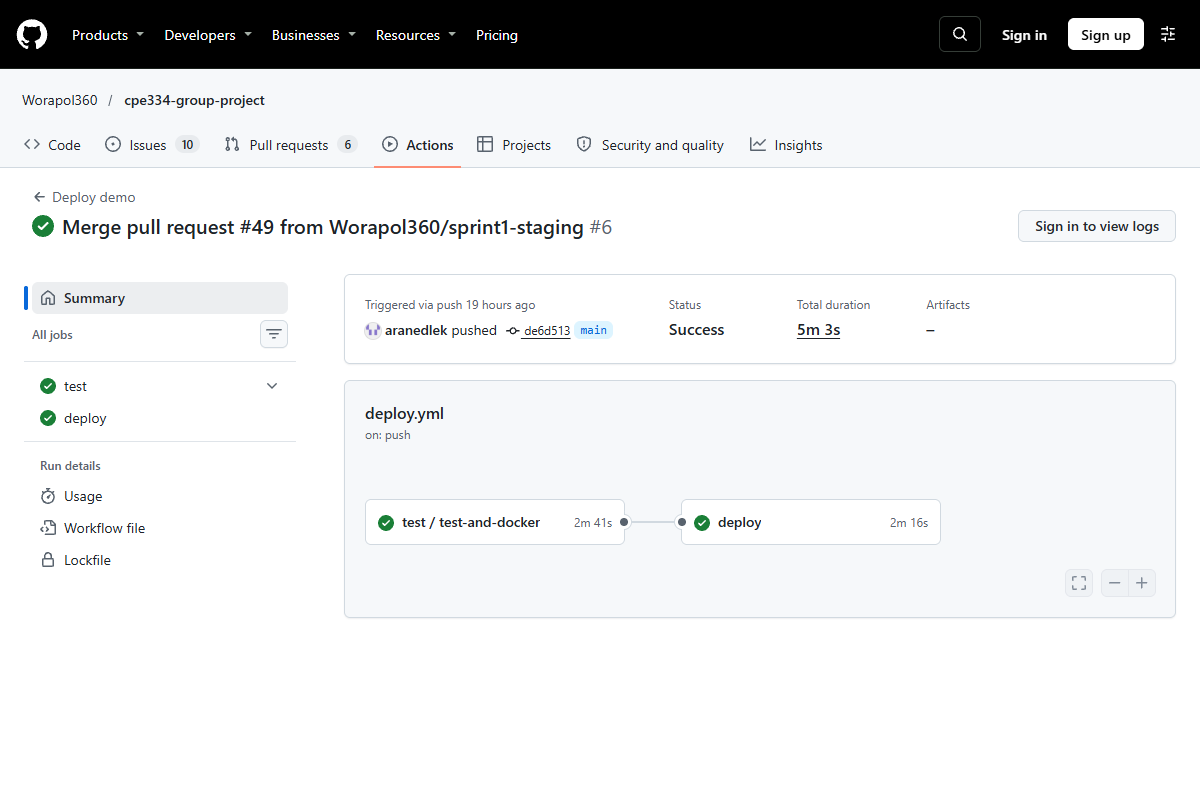 Products Developers Businesses Resources Pricing Sign in Sign up
Worapol360 / cpe334-group-project
Code Issues 10 Pull requests 6 Actions Projects Security and quality Insights
Deploy demo
Merge pull request #49 from Worapol360/sprint1-staging #6
Sign in to view logs
Summary
All jobs
test
deploy
Run details
Usage
Workflow file
Lockfile
Triggered via push 19 hours ago
aranedlek pushed de6d513 main
Status
Success
Total duration
5m 3s
Artifacts
–
deploy.yml
on: push
test / test-and-docker 2m 41s
deploy 2m 16s